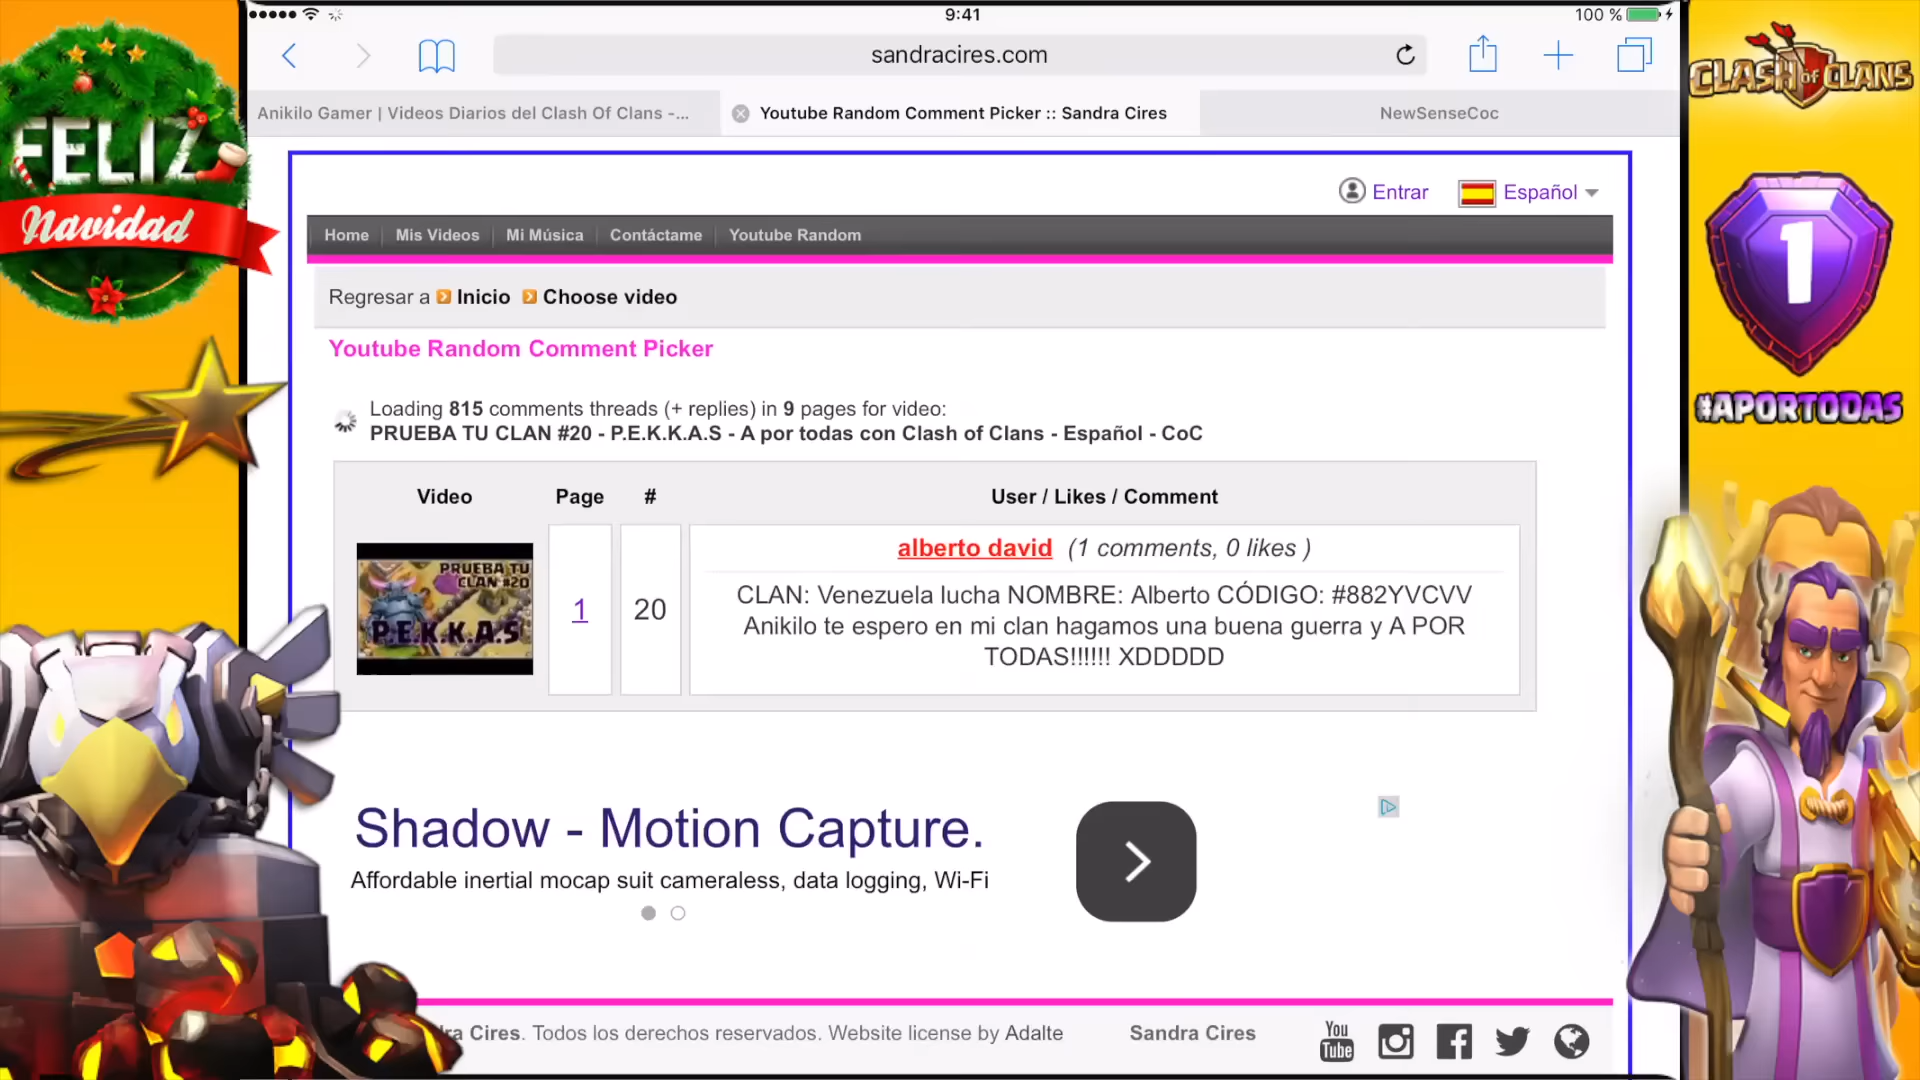 9:41
100 %
sandracires.com
Anikilo Gamer | Videos Diarios del Clash Of Clans -...
Youtube Random Comment Picker :: Sandra Cires
NewSenseCoc
FELIZ
Navidad
CLASH of CLANS
1
#APORTODAS
Entrar
Español
Home
Mis Videos
Mi Música
Contáctame
Youtube Random
Regresar a Inicio Choose video
Youtube Random Comment Picker
Loading 815 comments threads (+ replies) in 9 pages for video:
PRUEBA TU CLAN #20 - P.E.K.K.A.S - A por todas con Clash of Clans - Español - CoC
Video Page # User / Likes / Comment
PRUEBA TU
CLAN #20
P.E.K.K.A.S
1
20
alberto david (1 comments, 0 likes )
CLAN: Venezuela lucha NOMBRE: Alberto CÓDIGO: #882YVCVV
Anikilo te espero en mi clan hagamos una buena guerra y A POR
TODAS!!!!!! XDDDDD
Shadow - Motion Capture.
Affordable inertial mocap suit cameraless, data logging, Wi-Fi
ra Cires. Todos los derechos reservados. Website license by Adalte
Sandra Cires
You
Tube